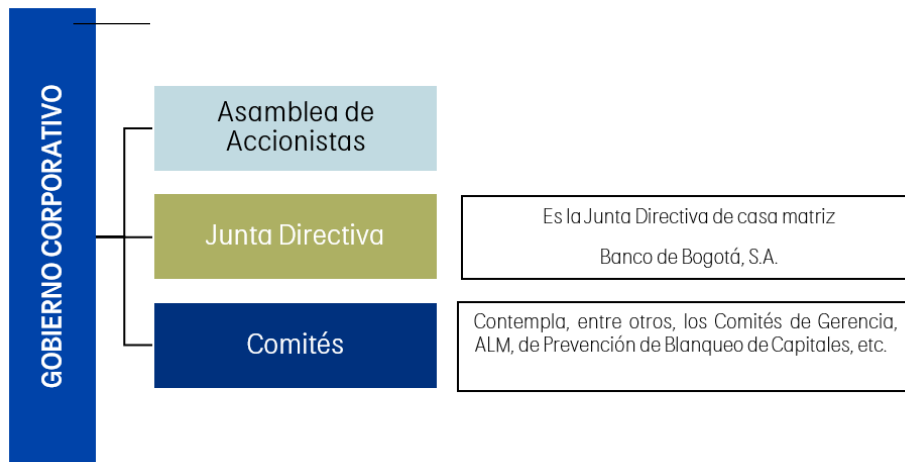 GOBIERNO CORPORATIVO
Asamblea de
Accionistas
Junta Directiva
Es la Junta Directiva de casa matriz
Banco de Bogotá, S.A.
Comités
Contempla, entre otros, los Comités de Gerencia,
ALM, de Prevención de Blanqueo de Capitales, etc.